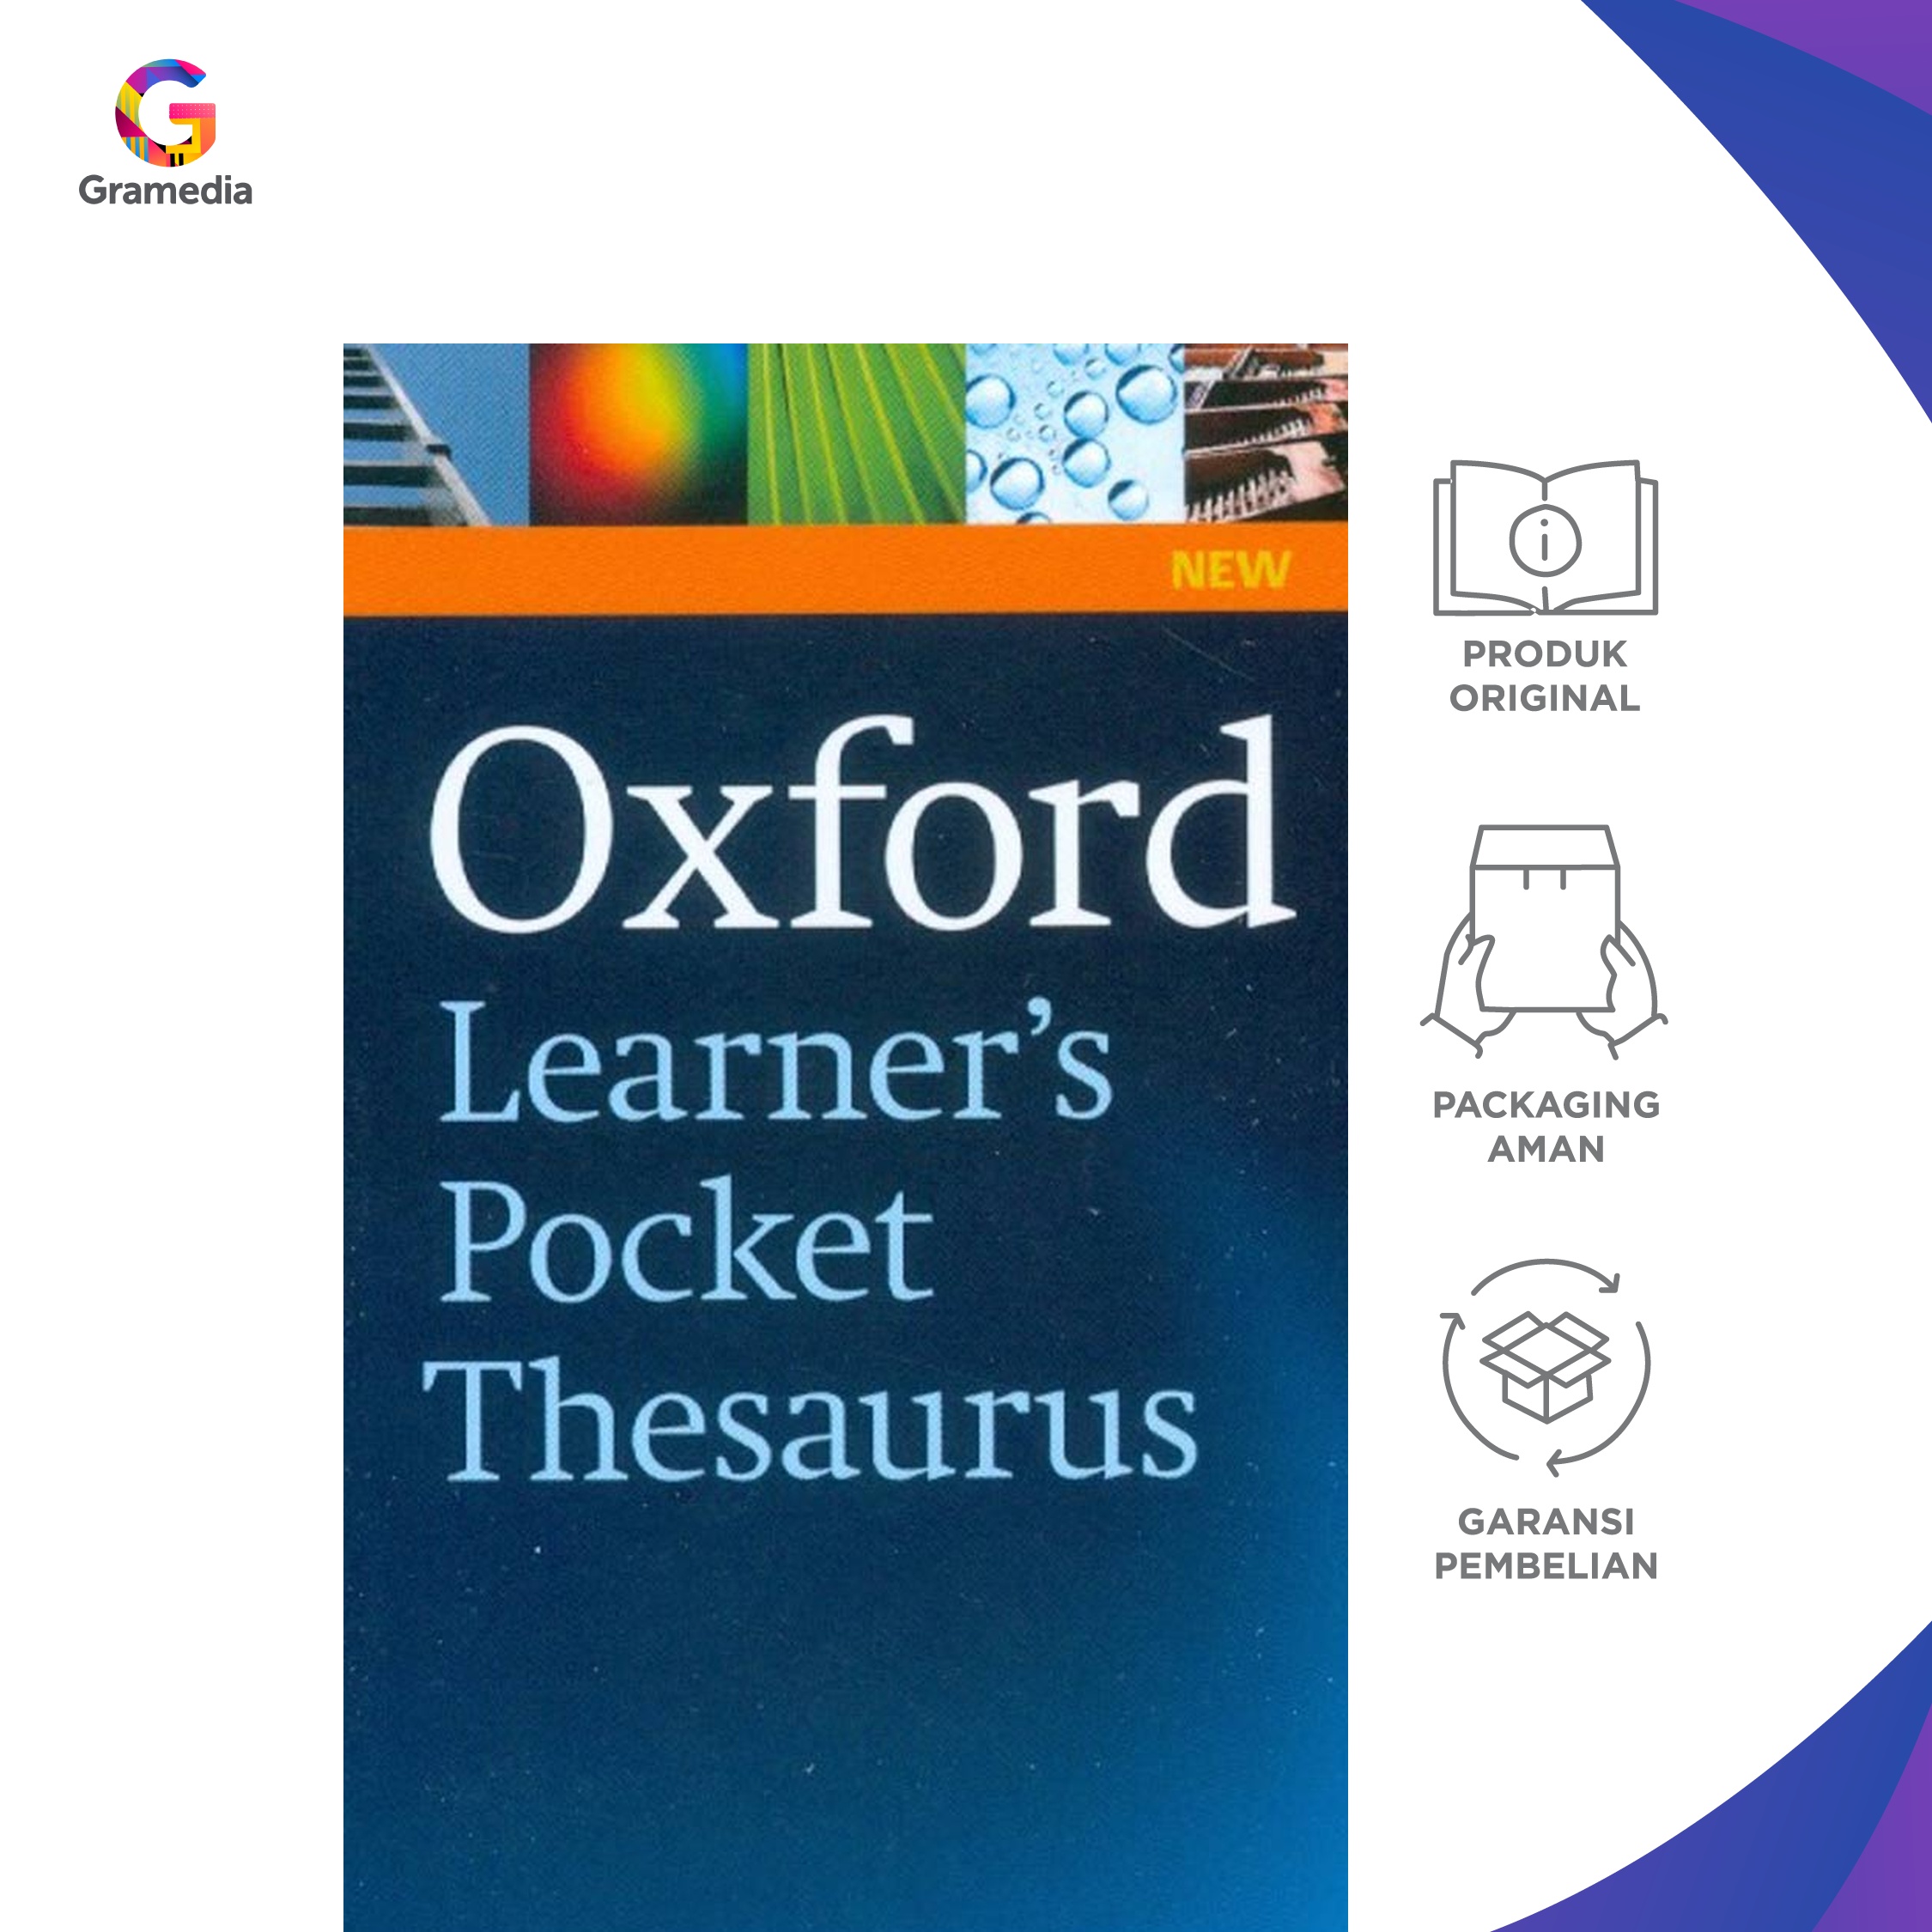 Gramedia
NEW
Oxford
Learner's
Pocket
Thesaurus
PRODUK
ORIGINAL
PACKAGING
AMAN
GARANSI
PEMBELIAN